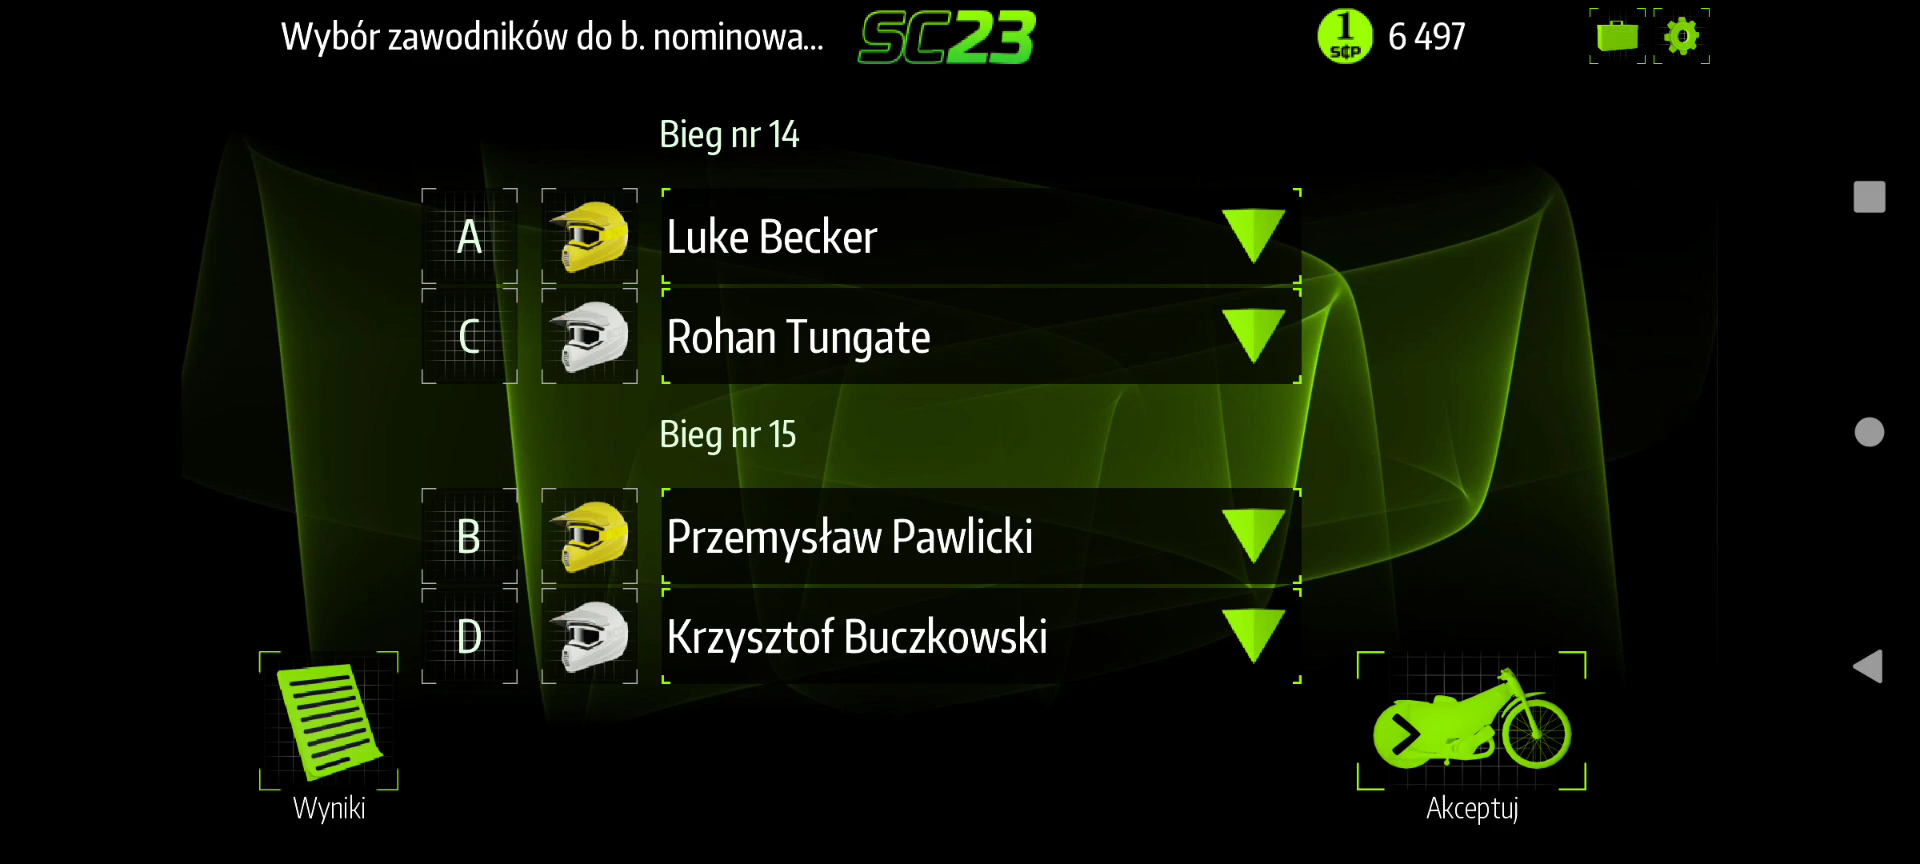 Wybór zawodników do b. nominowa...
SC23
1
S¢P
6 497
Bieg nr 14
A
Luke Becker
C
Rohan Tungate
Bieg nr 15
B
Przemysław Pawlicki
D
Krzysztof Buczkowski
Wyniki
Akceptuj